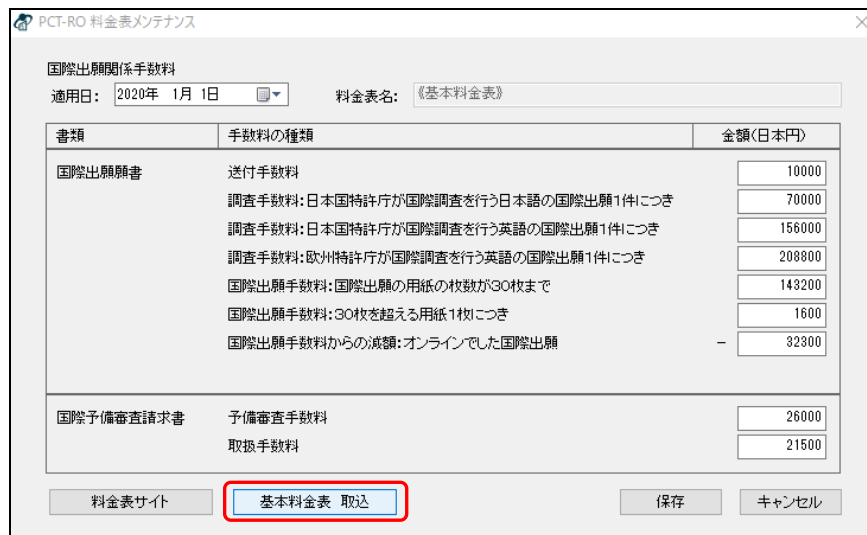 PCT-RO 料金表メンテナンス
国際出願関係手数料
適用日: 2020年 1月 1日 料金表名: 《基本料金表》
書類 手数料の種類 金額(日本円)
国際出願願書 送付手数料 10000
調査手数料:日本国特許庁が国際調査を行う日本語の国際出願1件につき 70000
調査手数料:日本国特許庁が国際調査を行う英語の国際出願1件につき 156000
調査手数料:欧州特許庁が国際調査を行う英語の国際出願1件につき 208800
国際出願手数料:国際出願の用紙の枚数が30枚まで 143200
国際出願手数料:30枚を超える用紙1枚につき 1600
国際出願手数料からの減額:オンラインでした国際出願 − 32300
国際予備審査請求書 予備審査手数料 26000
取扱手数料 21500
料金表サイト 基本料金表 取込 保存 キャンセル